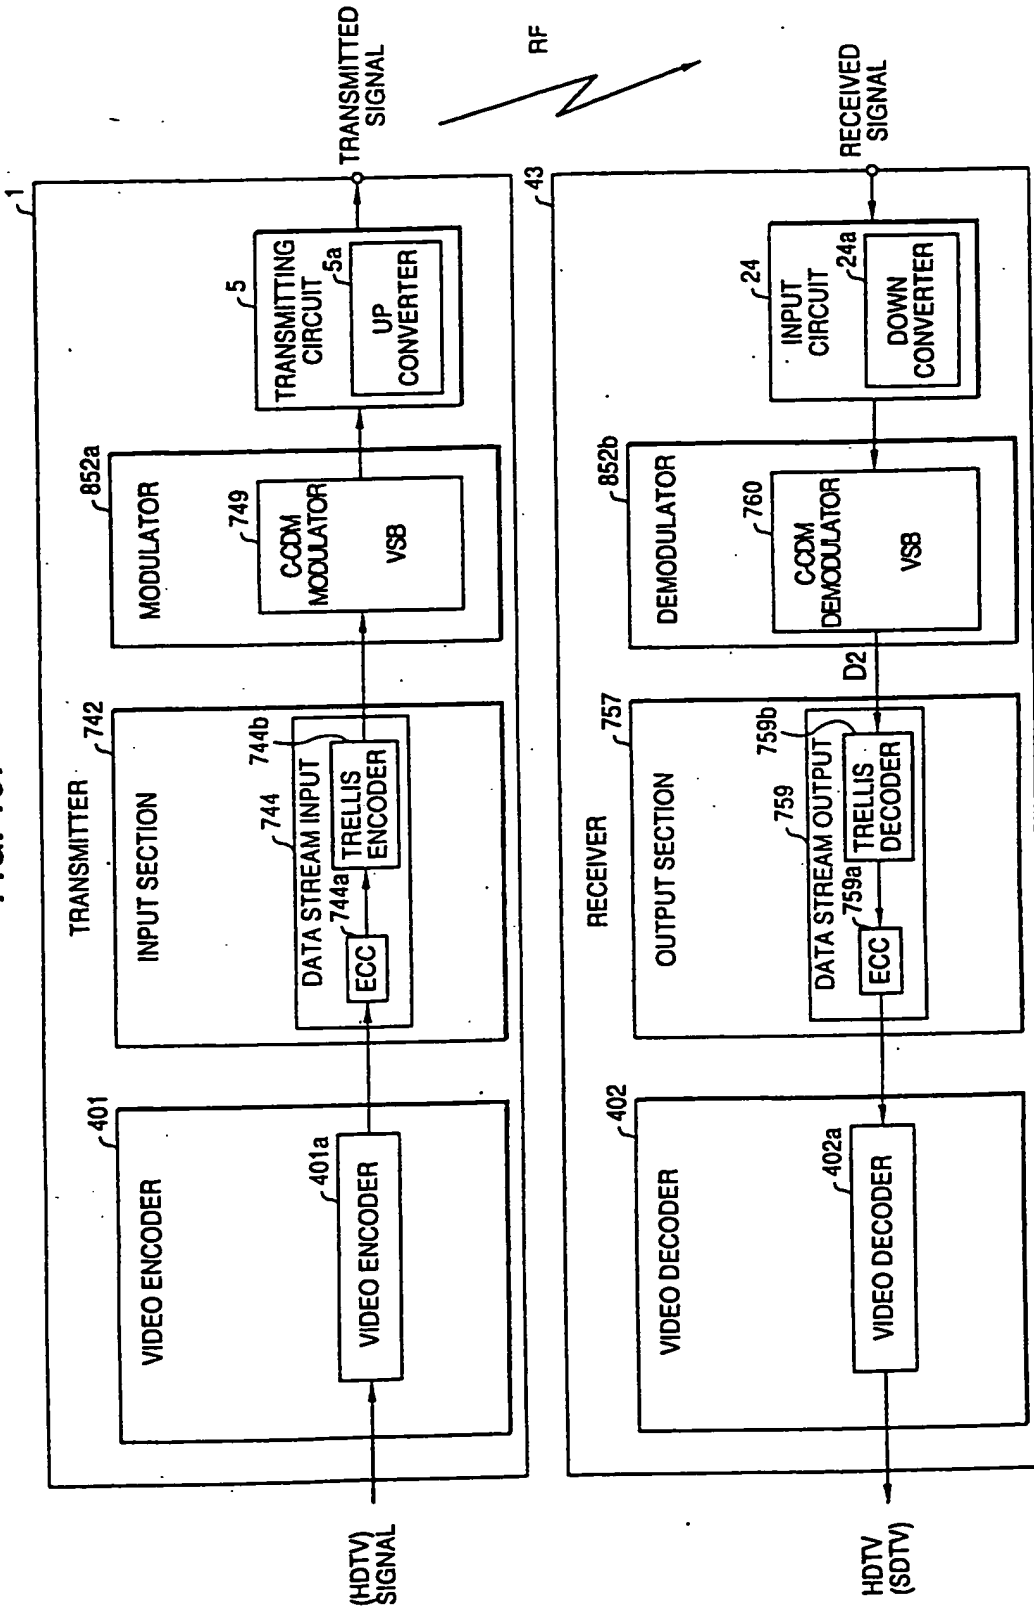 TRANSMITTER
1
VIDEO ENCODER
401
VIDEO ENCODER
401a
(HDTV)
SIGNAL
INPUT SECTION
742
DATA STREAM INPUT
744
ECC
744a
TRELLIS
ENCODER
744b
MODULATOR
852a
C-CDM
MODULATOR
749
VSB
TRANSMITTING
CIRCUIT
5
UP
CONVERTER
5a
TRANSMITTED
SIGNAL
RF
RECEIVER
43
VIDEO DECODER
402
VIDEO DECODER
402a
HDTV
(SDTV)
OUTPUT SECTION
757
DATA STREAM OUTPUT
759
ECC
759a
TRELLIS
DECODER
759b
D2
DEMODULATOR
852b
C-CDM
DEMODULATOR
760
VSB
INPUT
CIRCUIT
24
DOWN
CONVERTER
24a
RECEIVED
SIGNAL